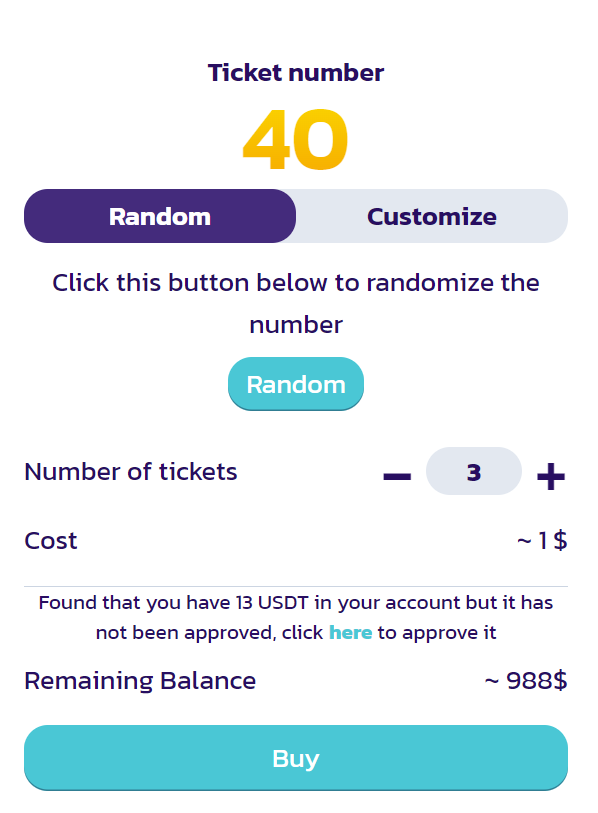 Ticket number
40
Random Customize
Click this button below to randomize the
number
Random
Number of tickets − 3 +
Cost ~ 1 $
Found that you have 13 USDT in your account but it has
not been approved, click here to approve it
Remaining Balance ~ 988$
Buy